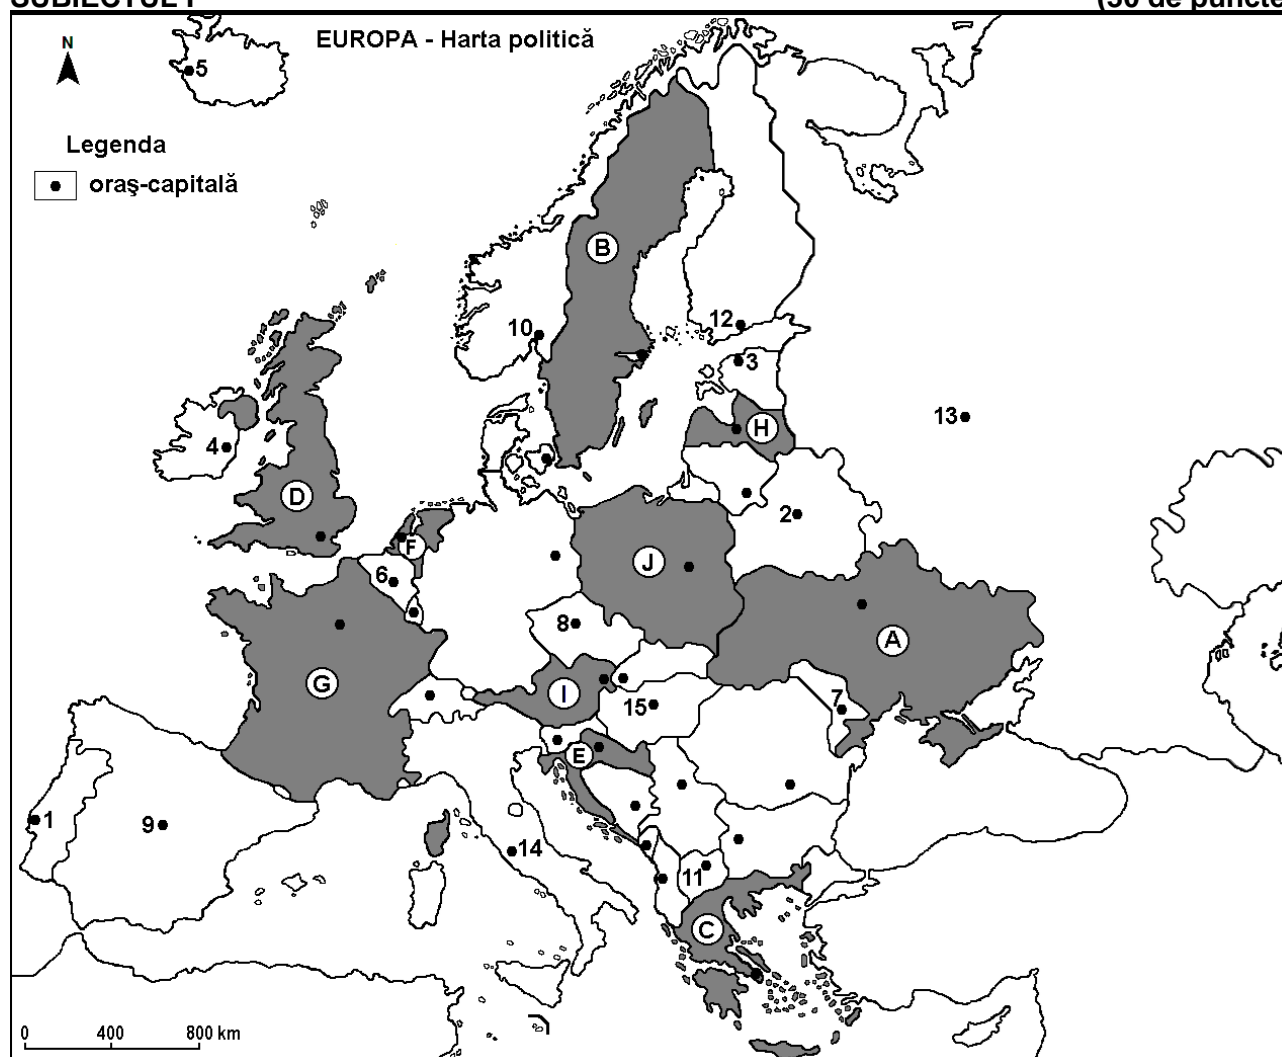 SUBIECTUL I (30 de puncte
EUROPA - Harta politică
N
5
Legenda
oraş-capitală
B
10
12
3
13
H
4
D
2
F
J
6
8
A
G
I
7
15
E
1
9
14
11
C
0 400 800 km